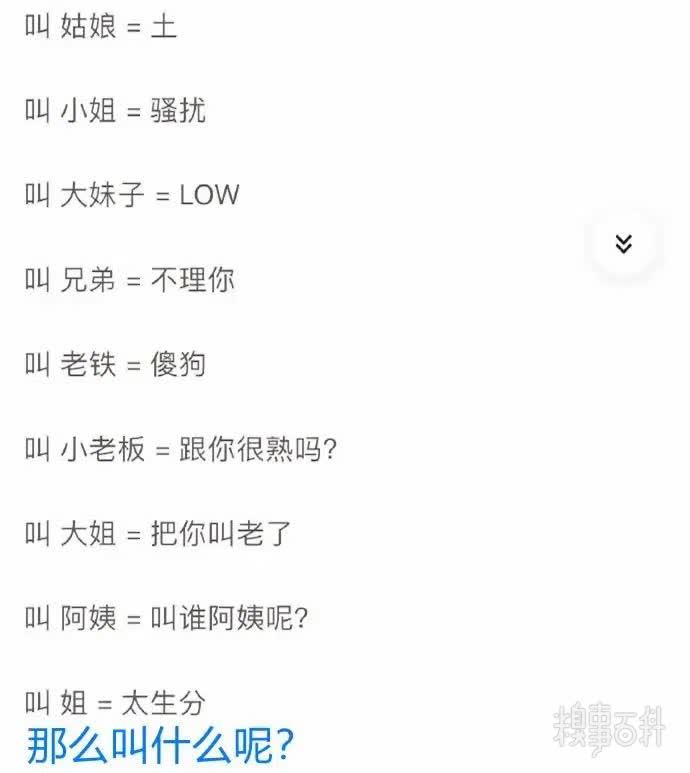 叫 姑娘 = 土
叫 小姐 = 骚扰
叫 大妹子 = LOW
叫 兄弟 = 不理你
叫 老铁 = 傻狗
叫 小老板 = 跟你很熟吗?
叫 大姐 = 把你叫老了
叫 阿姨 = 叫谁阿姨呢?
叫 姐 = 太生分
那么叫什么呢?
糗事百科